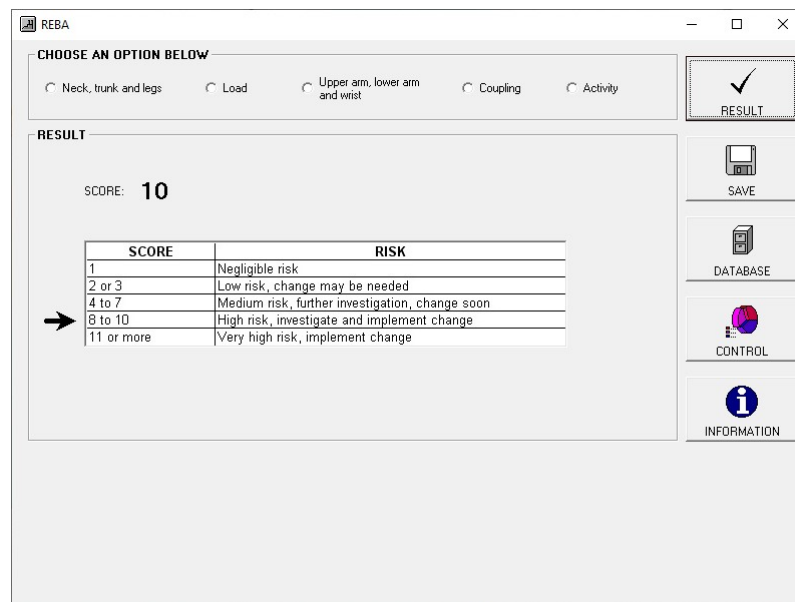 REBA
CHOOSE AN OPTION BELOW
Neck, trunk and legs
Load
Upper arm, lower arm
and wrist
Coupling
Activity
RESULT
SCORE: 10
SCORE RISK
1 Negligible risk
2 or 3 Low risk, change may be needed
4 to 7 Medium risk, further investigation, change soon
8 to 10 High risk, investigate and implement change
11 or more Very high risk, implement change
RESULT
SAVE
DATABASE
CONTROL
INFORMATION